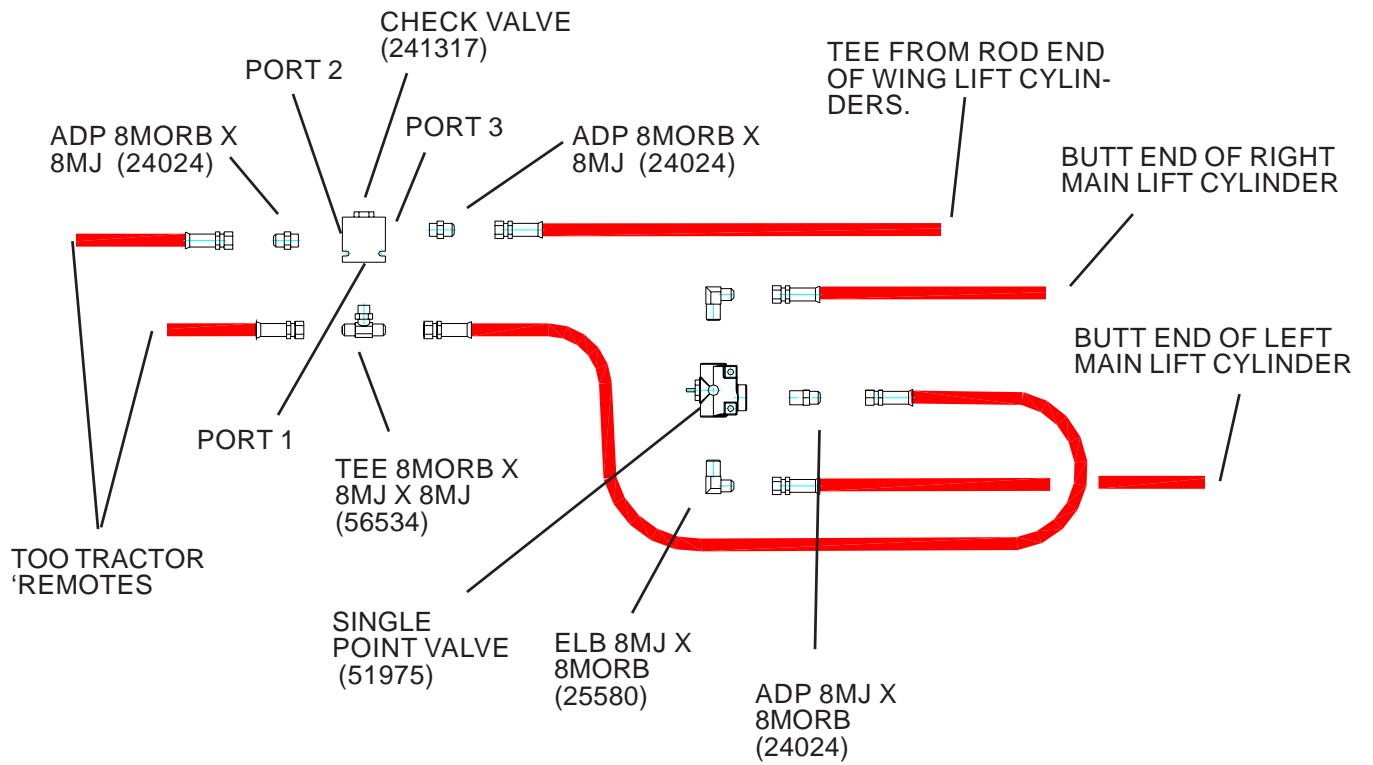 CHECK VALVE
(241317)
PORT 2
PORT 3
ADP 8MORB X
8MJ (24024)
ADP 8MORB X
8MJ (24024)
TEE FROM ROD END
OF WING LIFT CYLIN-
DERS.
BUTT END OF RIGHT
MAIN LIFT CYLINDER
BUTT END OF LEFT
MAIN LIFT CYLINDER
PORT 1
TEE 8MORB X
8MJ X 8MJ
(56534)
TOO TRACTOR
‘REMOTES
SINGLE
POINT VALVE
(51975)
ELB 8MJ X
8MORB
(25580)
ADP 8MJ X
8MORB
(24024)